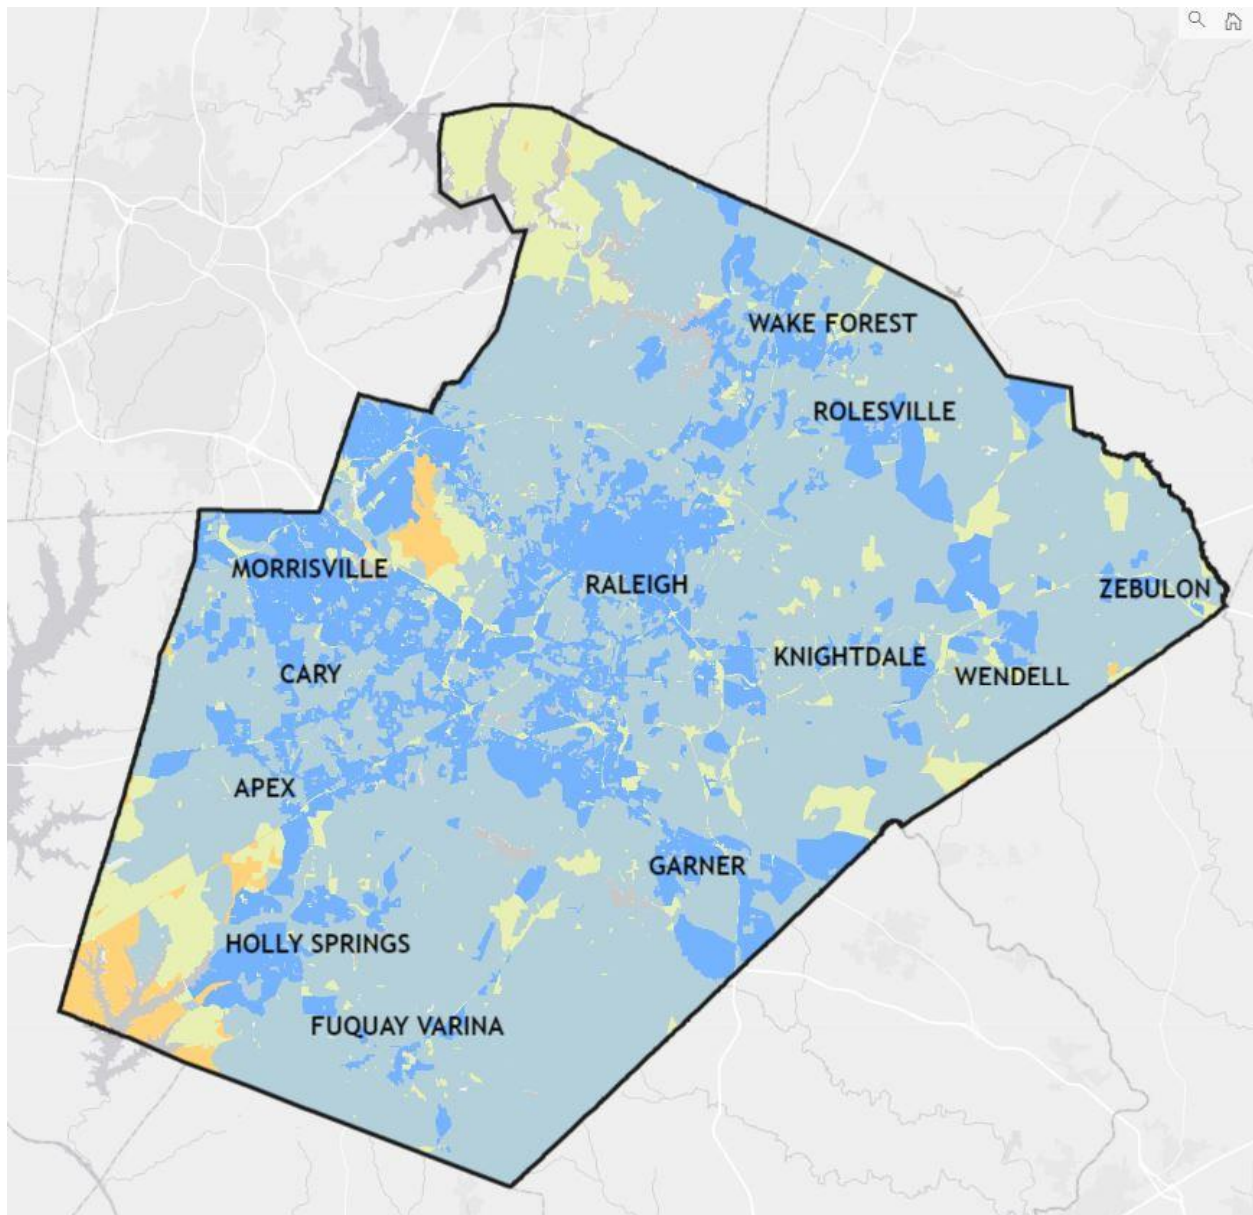 WAKE FOREST
ROLESVILLE
MORRISVILLE
RALEIGH
ZEBULON
KNIGHTDALE
CARY
WENDELL
APEX
GARNER
HOLLY SPRINGS
FUQUAY VARINA